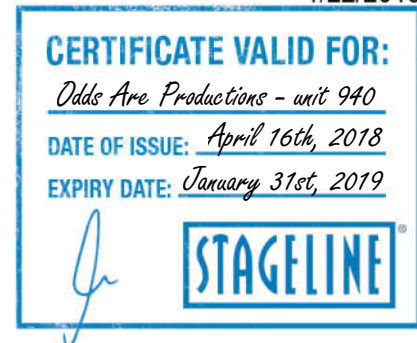 CERTIFICATE VALID FOR:
Odds Are Productions - unit 940
DATE OF ISSUE: April 16th, 2018
EXPIRY DATE: January 31st, 2019
STAGELINE®